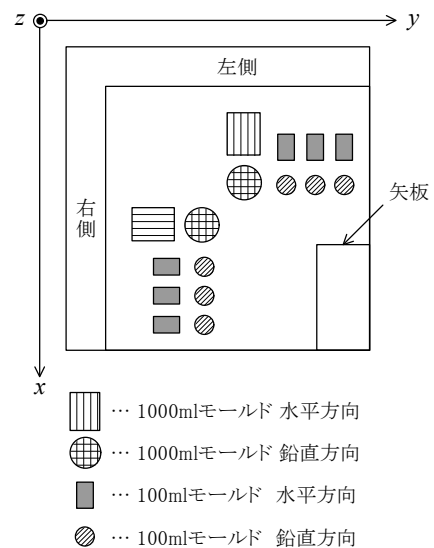 z
y
左側
右側
矢板
x
… 1000mlモールド 水平方向
… 1000mlモールド 鉛直方向
… 100mlモールド 水平方向
… 100mlモールド 鉛直方向